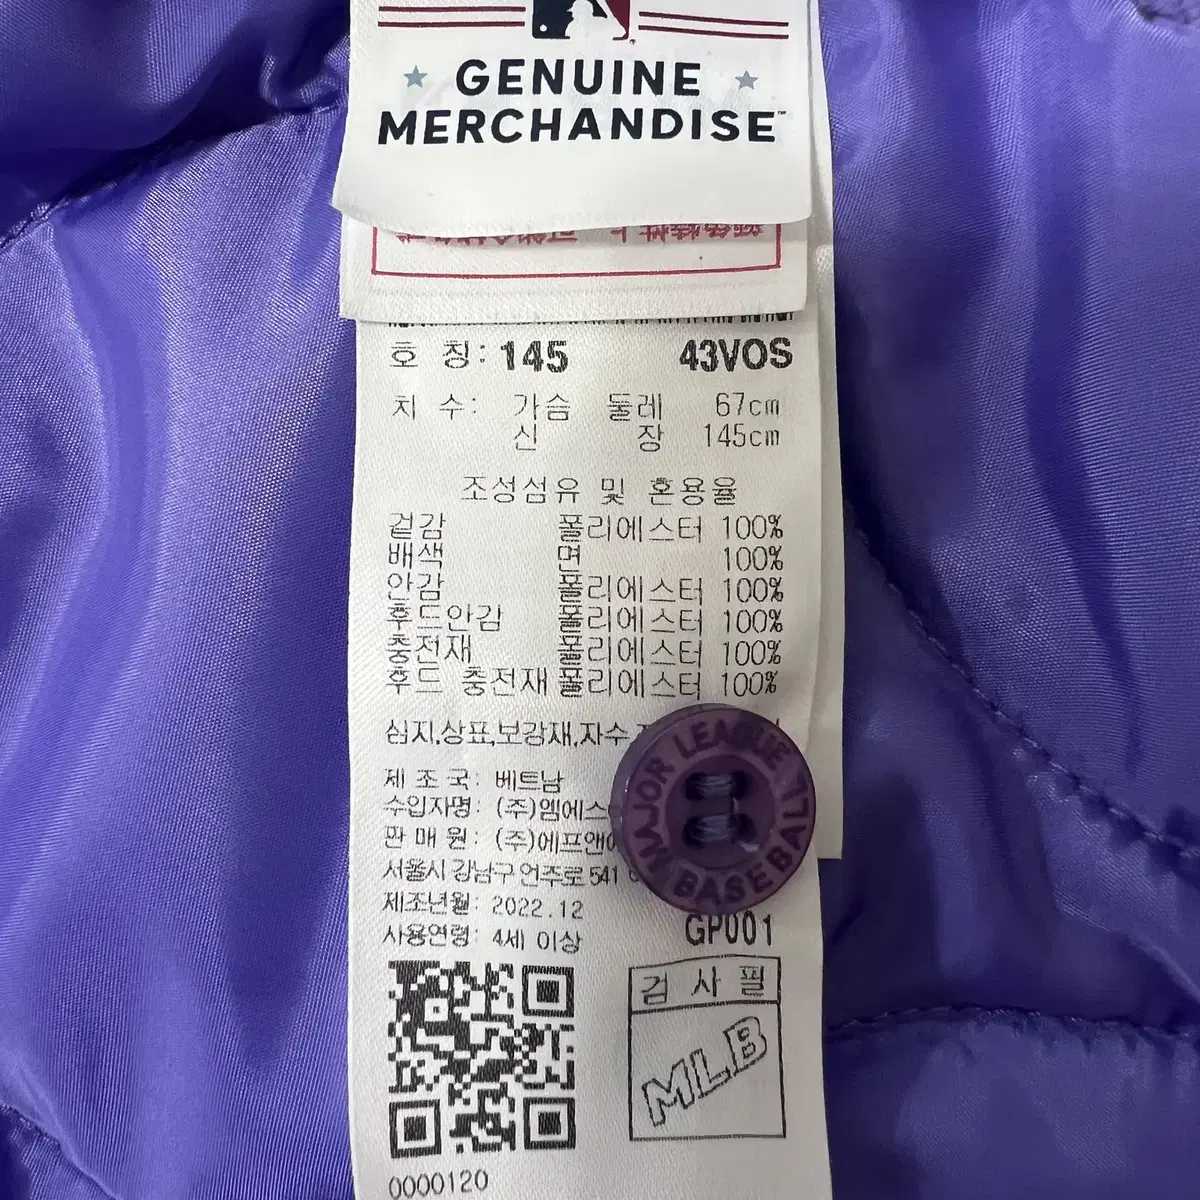 GENUINE
MERCHANDISE™
호 칭: 145 43VOS
치 수: 가슴 둘레 67cm
신 장 145cm
조성섬유 및 혼용율
겉감 폴리에스터 100%
배색 면 100%
안감 폴리에스터 100%
후드안감 폴리에스터 100%
충전재 폴리에스터 100%
후드 충전재 폴리에스터 100%
심지,상표,보강재,자수
제 조 국: 베트남
수입자명: (주)엠에스
판 매 원: (주)에프앤
서울시 강남구 언주로 541
제조년월: 2022.12
사용연령: 4세 이상
MAJOR LEAGUE BASEBALL
GP001
검 사 필
MLB
0000120